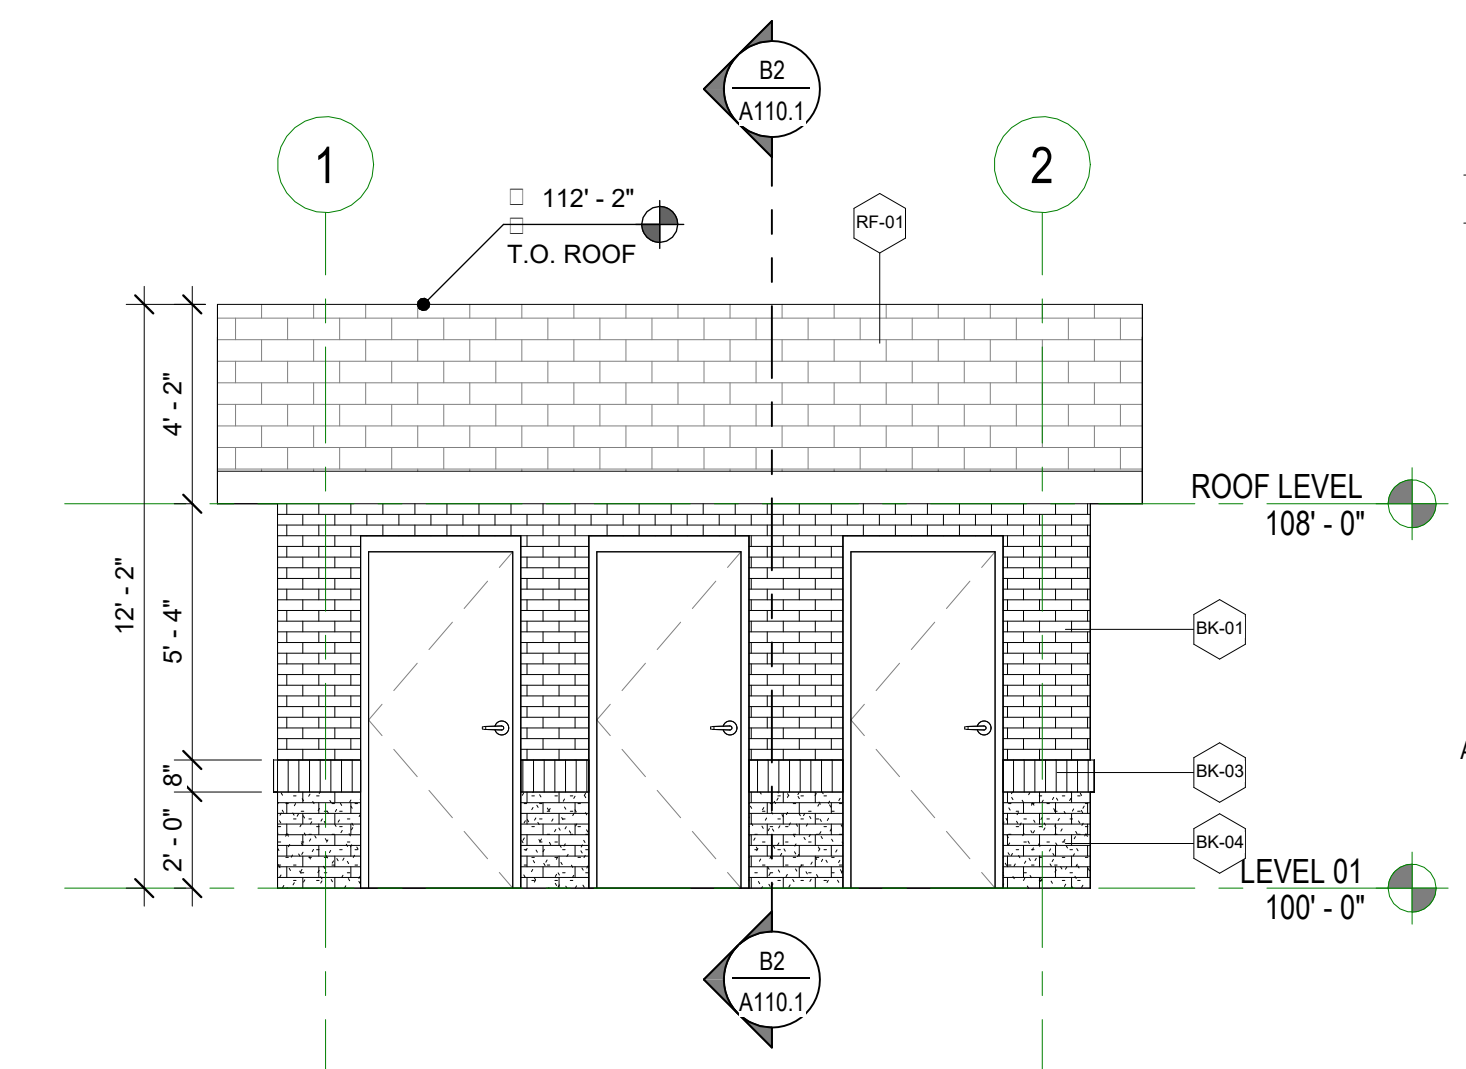 B2
A110.1
1
2
112' - 2"
T.O. ROOF
RF-01
4' - 2"
ROOF LEVEL
108' - 0"
12' - 2"
5' - 4"
BK-01
8"
BK-03
2' - 0"
BK-04
LEVEL 01
100' - 0"
B2
A110.1